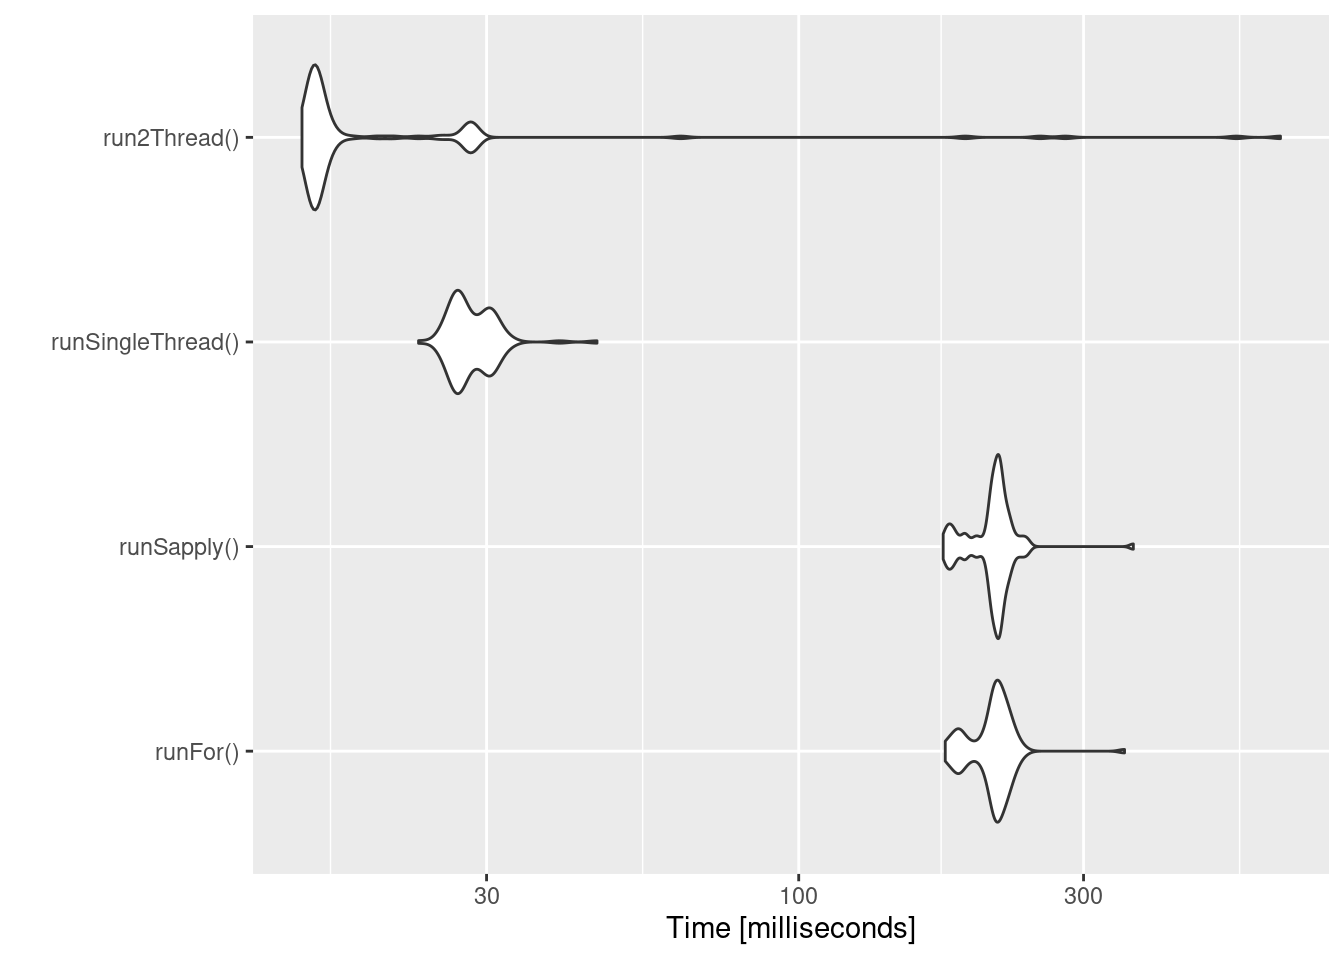 run2Thread()
runSingleThread()
runSapply()
runFor()
30 100 300
Time [milliseconds]